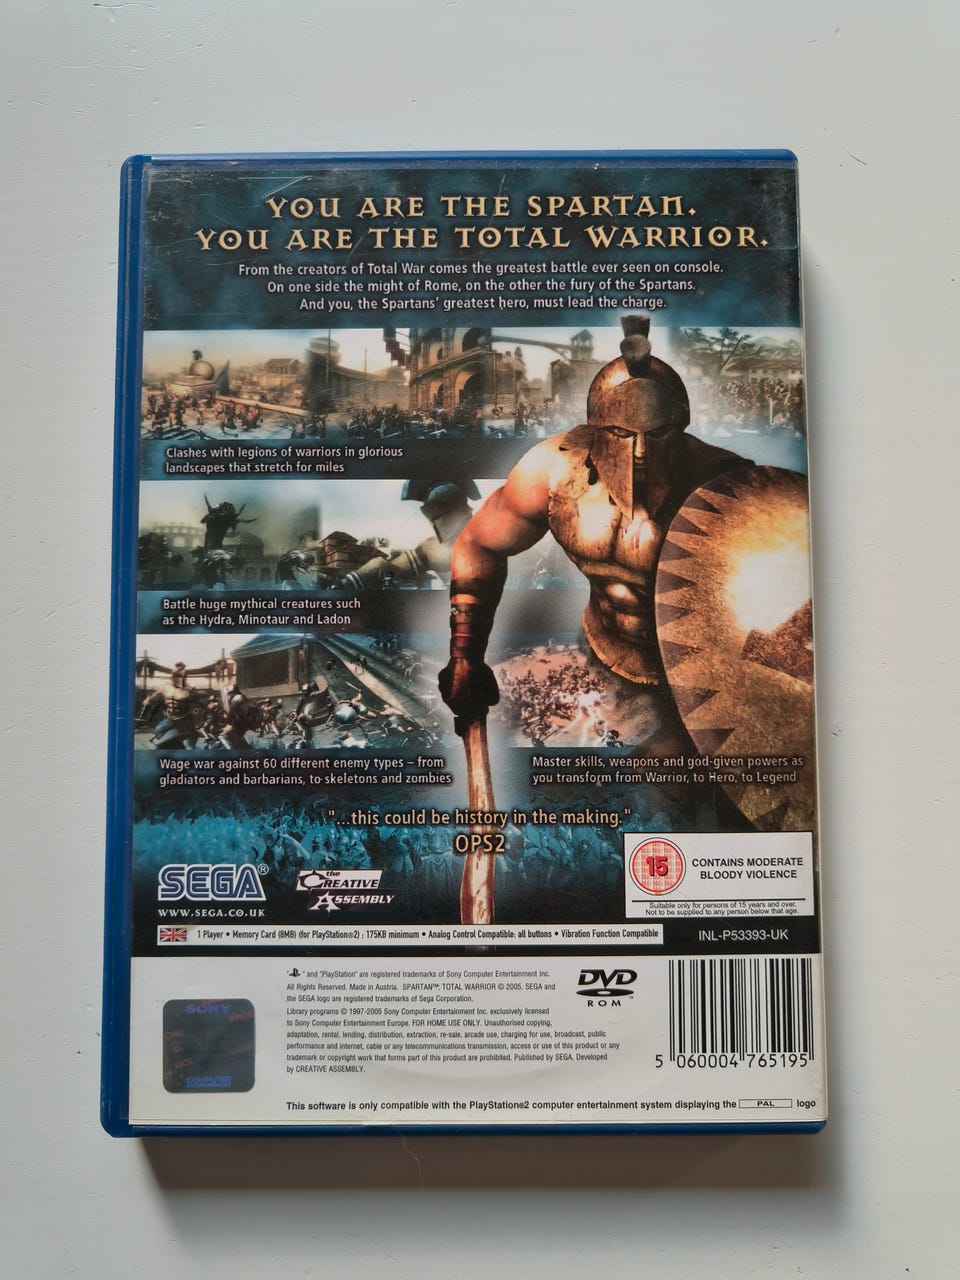 YOU ARE THE SPARTAN.
YOU ARE THE TOTAL WARRIOR.
From the creators of Total War comes the greatest battle ever seen on console.
On one side the might of Rome, on the other the fury of the Spartans.
And you, the Spartans' greatest hero, must lead the charge.
Clashes with legions of warriors in glorious
landscapes that stretch for miles
Battle huge mythical creatures such
as the Hydra, Minotaur and Ladon
Wage war against 60 different enemy types – from
gladiators and barbarians, to skeletons and zombies
Master skills, weapons and god-given powers as
you transform from Warrior, to Hero, to Legend
"...this could be history in the making."
OPS2
SEGA®
WWW.SEGA.CO.UK
the
CREATIVE
ASSEMBLY
15
CONTAINS MODERATE
BLOODY VIOLENCE
Suitable only for persons of 15 years and over.
Not to be supplied to any person below that age.
1 Player • Memory Card (8MB) (for PlayStation®2) : 175KB minimum • Analog Control Compatible: all buttons • Vibration Function Compatible
INL-P53393-UK
" " and "PlayStation" are registered trademarks of Sony Computer Entertainment Inc.
All Rights Reserved. Made in Austria. SPARTAN™: TOTAL WARRIOR © 2005. SEGA and
the SEGA logo are registered trademarks of Sega Corporation.
Library programs © 1997-2005 Sony Computer Entertainment Inc. exclusively licensed
to Sony Computer Entertainment Europe. FOR HOME USE ONLY. Unauthorised copying,
adaptation, rental, lending, distribution, extraction, re-sale, arcade use, charging for use, broadcast, public
performance and internet, cable or any telecommunications transmission, access or use of this product or any
trademark or copyright work that forms part of this product are prohibited. Published by SEGA. Developed
by CREATIVE ASSEMBLY.
DVD
ROM™
SONY
COMPUTER
ENTERTAINMENT
5 060004 765195
This software is only compatible with the PlayStation®2 computer entertainment system displaying the PAL logo